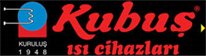 Kubuş®
ısı cihazları
KURULUŞ
1948